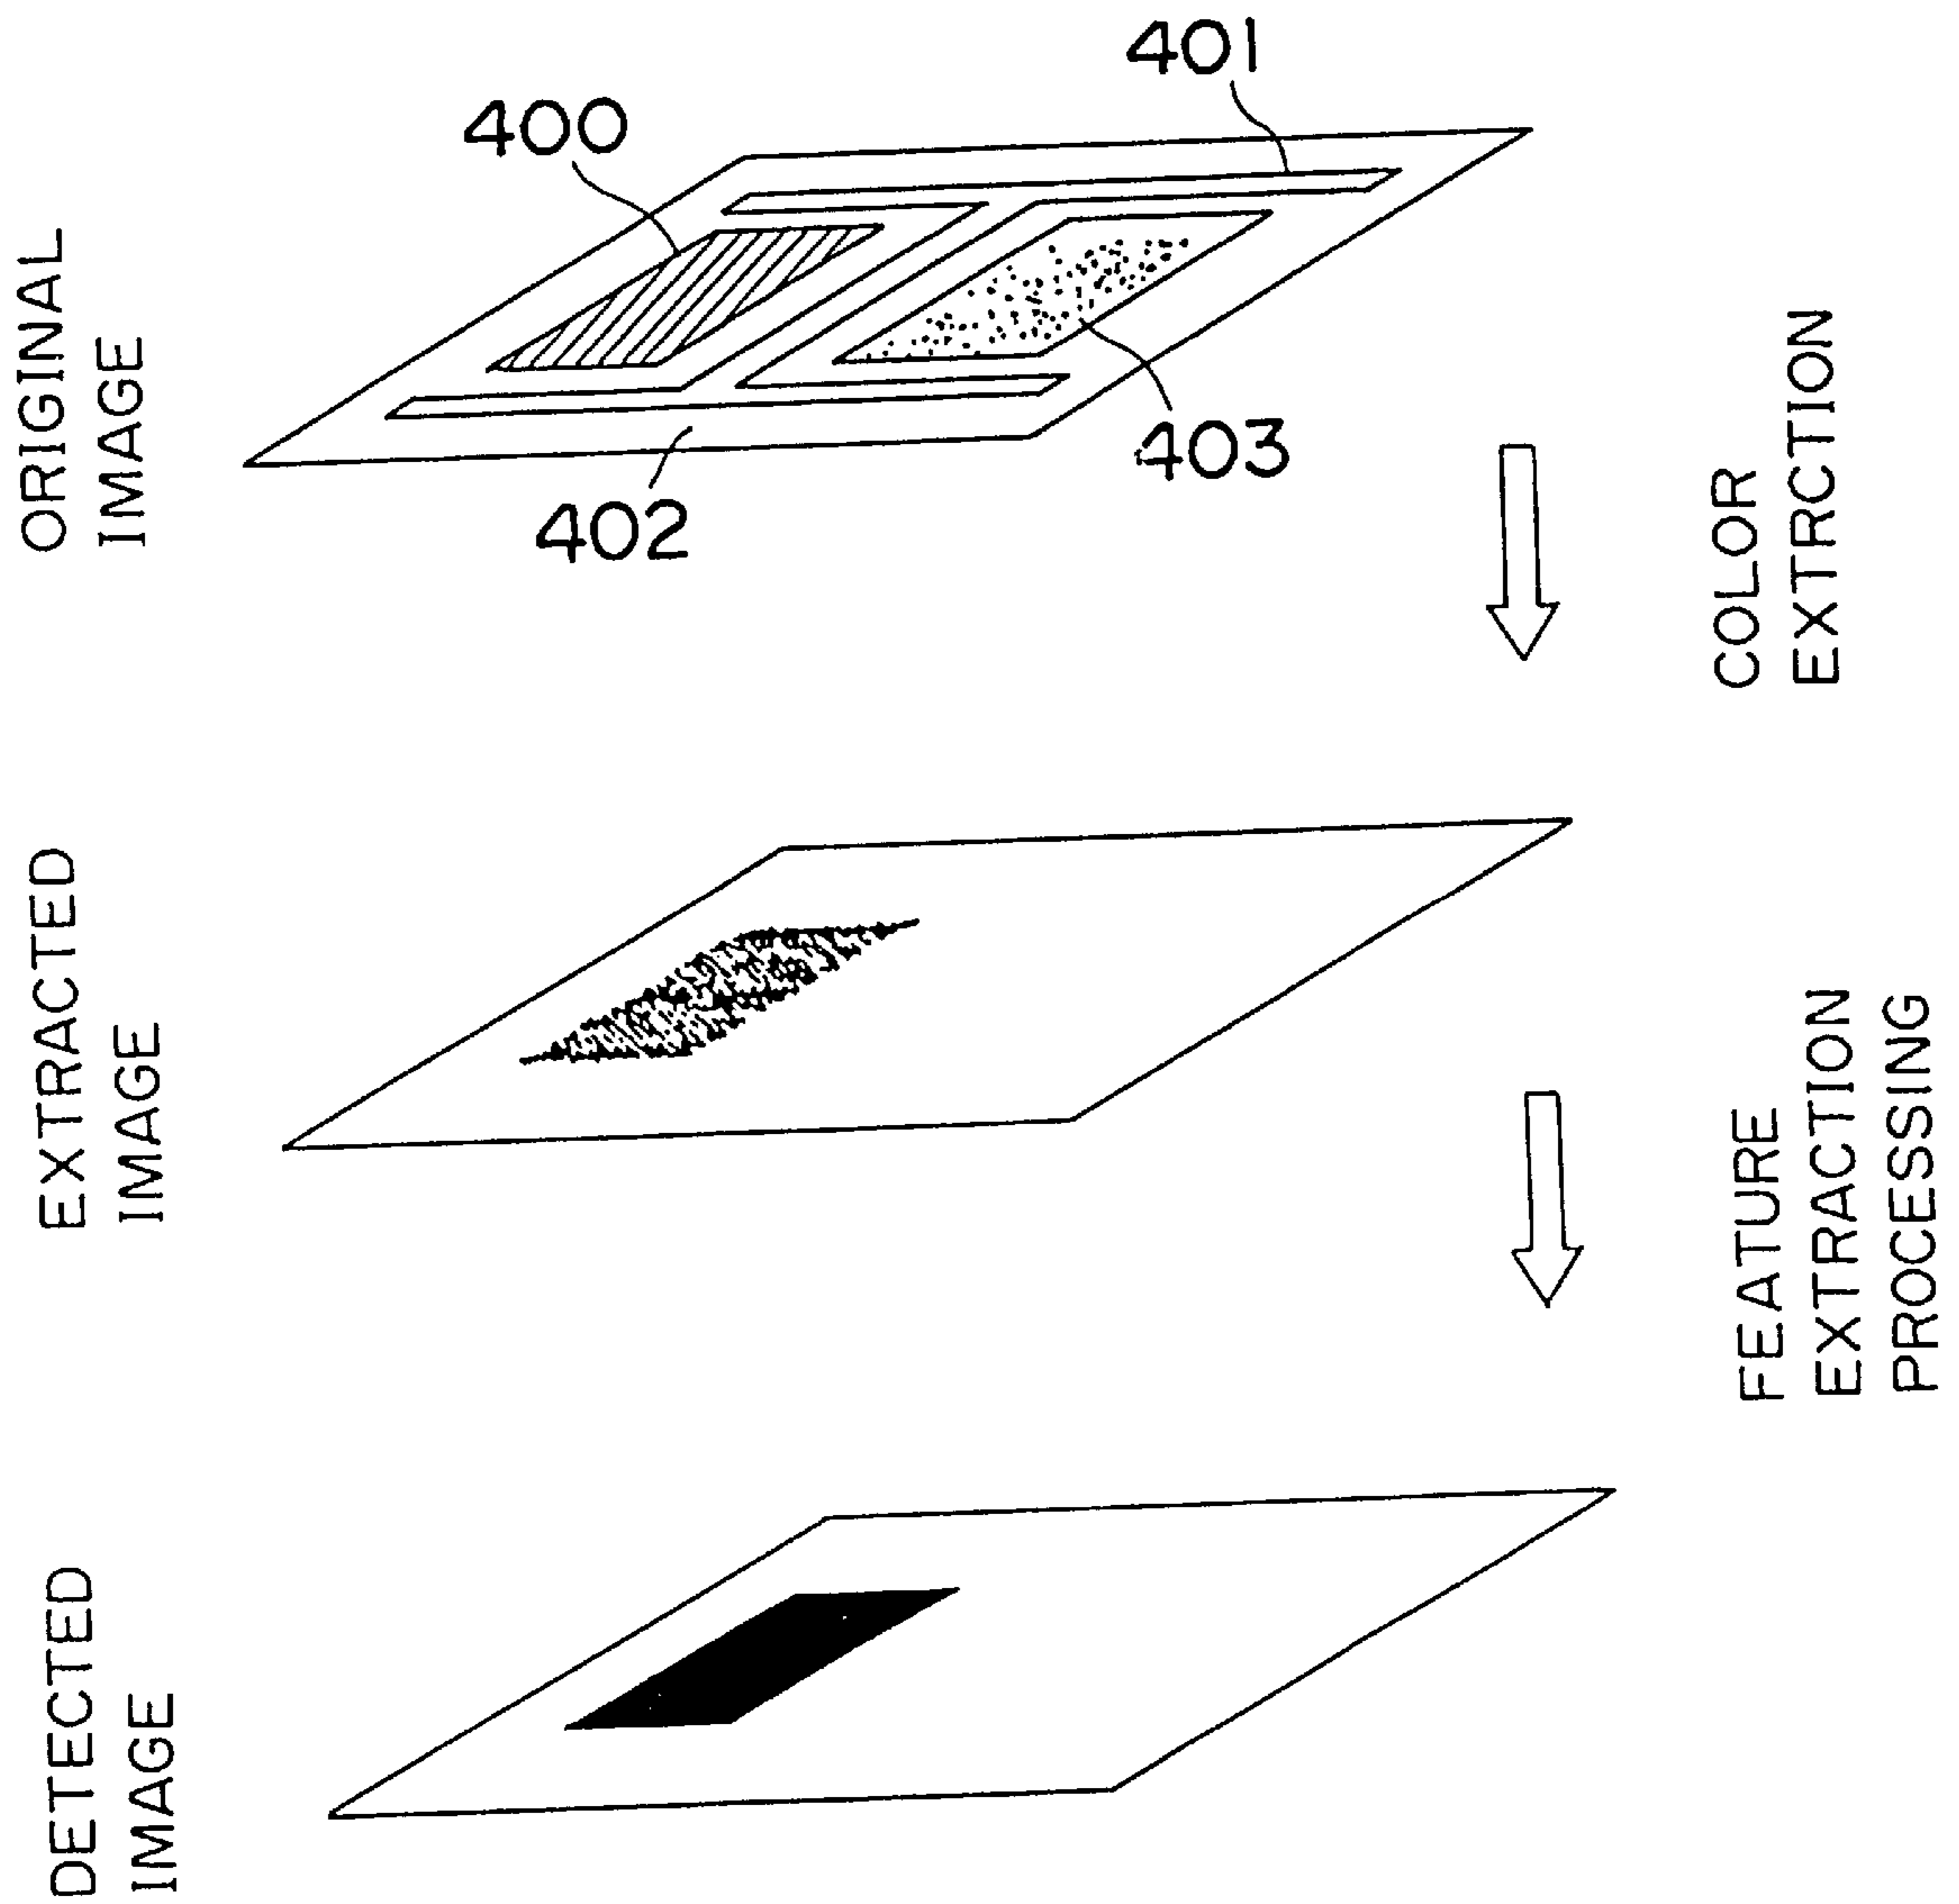 401
400
ORIGINAL
IMAGE
403
402
COLOR
EXTRCTION
EXTRACTED
IMAGE
FEATURE
EXTRACTION
PROCESSING
DETECTED
IMAGE